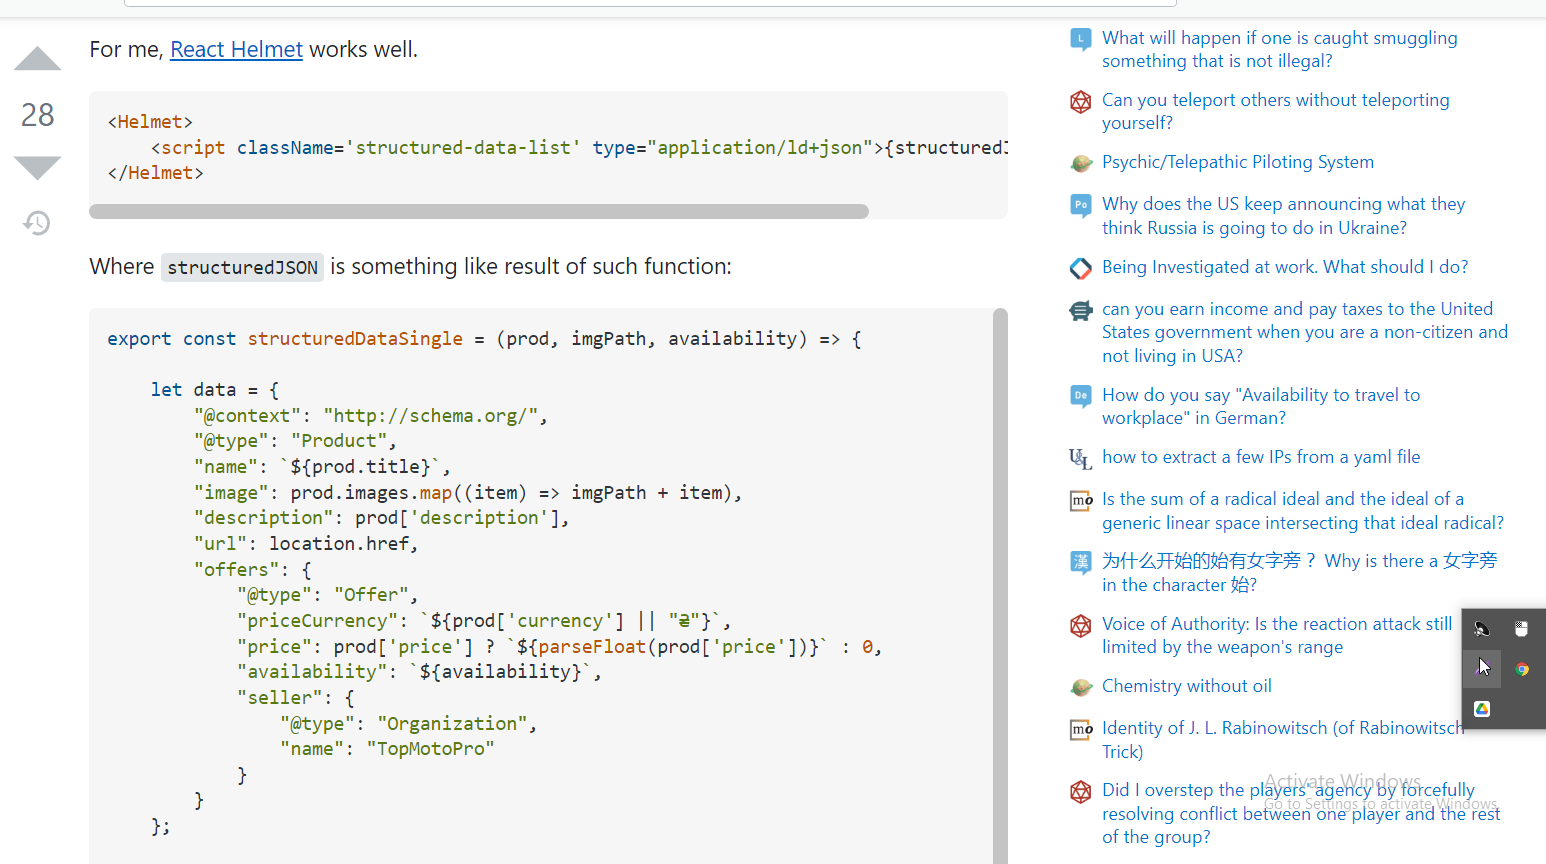 For me, React Helmet works well.
28
<Helmet>
    <script className='structured-data-list' type="application/ld+json">{structuredJ
</Helmet>
Where structuredJSON is something like result of such function:
export const structuredDataSingle = (prod, imgPath, availability) => {
    let data = {
        "@context": "http://schema.org/",
        "@type": "Product",
        "name": `${prod.title}`,
        "image": prod.images.map((item) => imgPath + item),
        "description": prod['description'],
        "url": location.href,
        "offers": {
            "@type": "Offer",
            "priceCurrency": `${prod['currency'] || "₴"}`,
            "price": prod['price'] ? `${parseFloat(prod['price'])}` : 0,
            "availability": `${availability}`,
            "seller": {
                "@type": "Organization",
                "name": "TopMotoPro"
            }
        }
    };
L
What will happen if one is caught smuggling
something that is not illegal?
Can you teleport others without teleporting
yourself?
Psychic/Telepathic Piloting System
Po
Why does the US keep announcing what they
think Russia is going to do in Ukraine?
Being Investigated at work. What should I do?
can you earn income and pay taxes to the United
States government when you are a non-citizen and
not living in USA?
De
How do you say "Availability to travel to
workplace" in German?
U&L
how to extract a few IPs from a yaml file
mo
Is the sum of a radical ideal and the ideal of a
generic linear space intersecting that ideal radical?
漢
为什么开始的始有女字旁？ Why is there a 女字旁
in the character 始?
Voice of Authority: Is the reaction attack still
limited by the weapon's range
Chemistry without oil
mo
Identity of J. L. Rabinowitsch (of Rabinowitsch
Trick)
Did I overstep the players' agency by forcefully
resolving conflict between one player and the rest
of the group?
Activate Windows
Go to Settings to activate Windows.